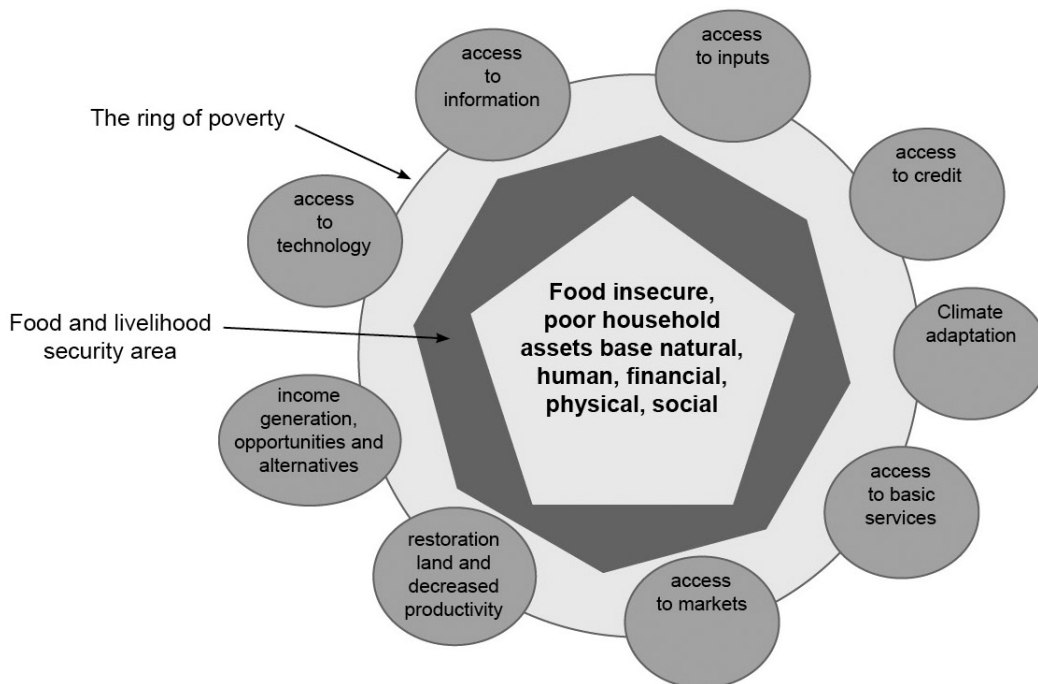 The ring of poverty
Food and livelihood
security area
access
to
information
access
to inputs
access
to credit
Climate
adaptation
access
to basic
services
access
to markets
restoration
land and
decreased
productivity
income
generation,
opportunities and
alternatives
access
to
technology
Food insecure,
poor household
assets base natural,
human, financial,
physical, social